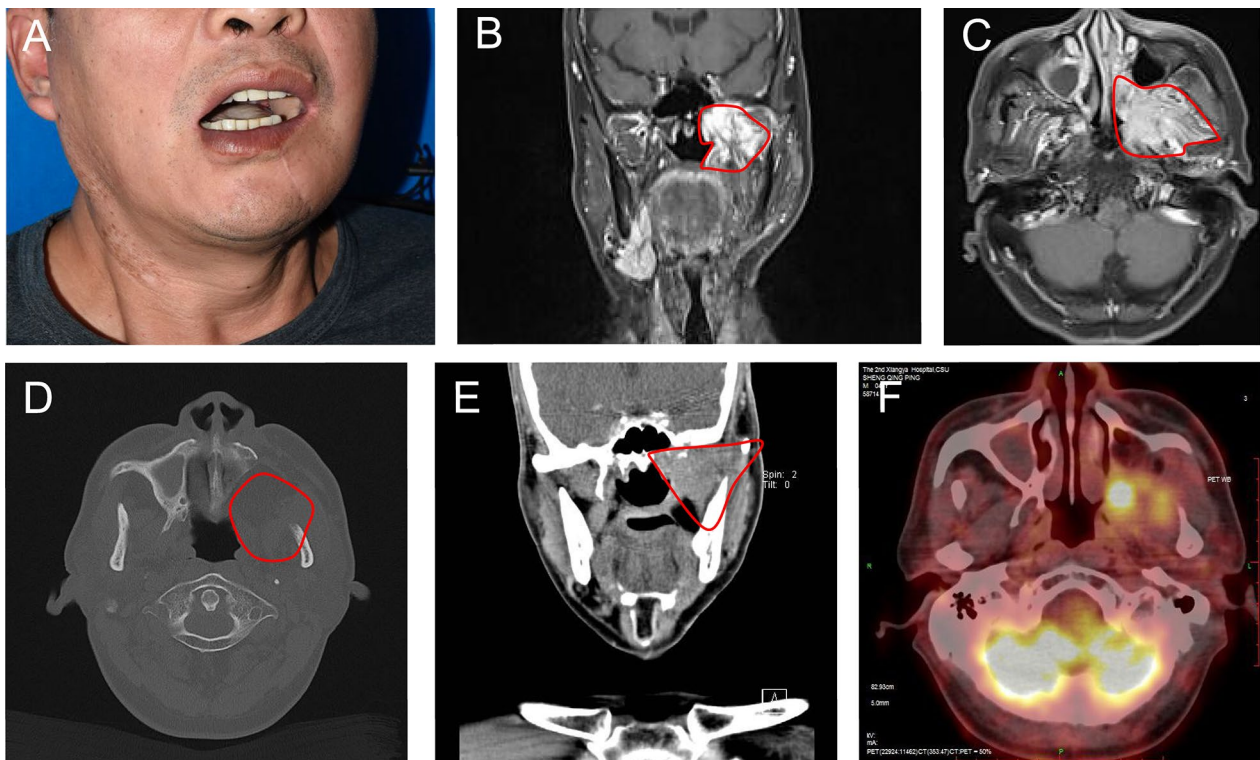 A
B
C
D
E
Spin: 2
Tilt: 0
A
The 2nd Xiangya Hospital,CSU
SHENG QING PING
M
58714
F
A
3
PET WB
R
L
82.93cm
5.0mm
kV:
mA:
PET(22924:11462)CT(353:47)CT:PET = 50%
P